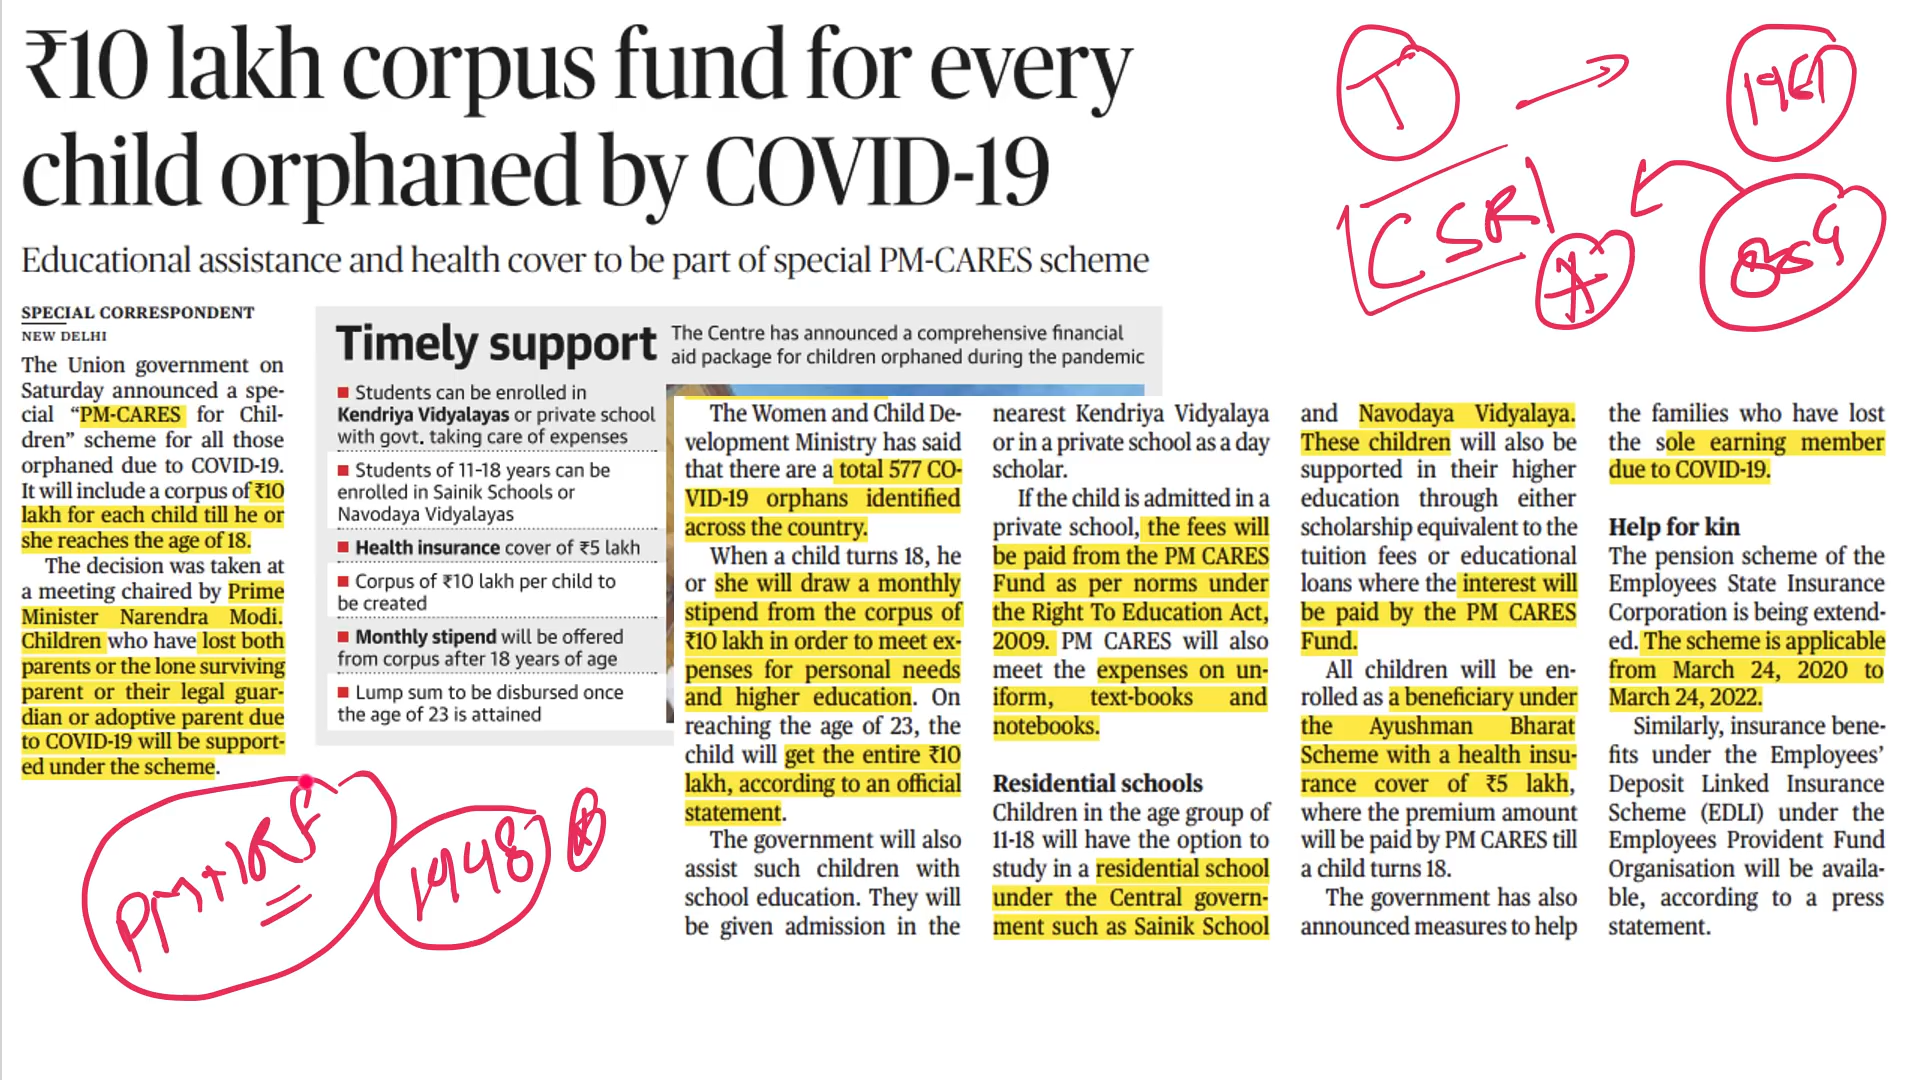 ₹10 lakh corpus fund for every
child orphaned by COVID-19
Educational assistance and health cover to be part of special PM-CARES scheme
SPECIAL CORRESPONDENT
NEW DELHI
The Union government on
Saturday announced a spe-
cial “PM-CARES for Chil-
dren” scheme for all those
orphaned due to COVID-19.
It will include a corpus of ₹10
lakh for each child till he or
she reaches the age of 18.
The decision was taken at
a meeting chaired by Prime
Minister Narendra Modi.
Children who have lost both
parents or the lone surviving
parent or their legal guar-
dian or adoptive parent due
to COVID-19 will be support-
ed under the scheme.
Timely support
The Centre has announced a comprehensive financial
aid package for children orphaned during the pandemic
Students can be enrolled in
Kendriya Vidyalayas or private school
with govt. taking care of expenses
Students of 11-18 years can be
enrolled in Sainik Schools or
Navodaya Vidyalayas
Health insurance cover of ₹5 lakh
Corpus of ₹10 lakh per child to
be created
Monthly stipend will be offered
from corpus after 18 years of age
Lump sum to be disbursed once
the age of 23 is attained
The Women and Child De-
velopment Ministry has said
that there are a total 577 CO-
VID-19 orphans identified
across the country.
When a child turns 18, he
or she will draw a monthly
stipend from the corpus of
₹10 lakh in order to meet ex-
penses for personal needs
and higher education. On
reaching the age of 23, the
child will get the entire ₹10
lakh, according to an official
statement.
The government will also
assist such children with
school education. They will
be given admission in the
nearest Kendriya Vidyalaya
or in a private school as a day
scholar.
If the child is admitted in a
private school, the fees will
be paid from the PM CARES
Fund as per norms under
the Right To Education Act,
2009. PM CARES will also
meet the expenses on un-
iform, text-books and
notebooks.
Residential schools
Children in the age group of
11-18 will have the option to
study in a residential school
under the Central govern-
ment such as Sainik School
and Navodaya Vidyalaya.
These children will also be
supported in their higher
education through either
scholarship equivalent to the
tuition fees or educational
loans where the interest will
be paid by the PM CARES
Fund.
All children will be en-
rolled as a beneficiary under
the Ayushman Bharat
Scheme with a health insu-
rance cover of ₹5 lakh,
where the premium amount
will be paid by PM CARES till
a child turns 18.
The government has also
announced measures to help
the families who have lost
the sole earning member
due to COVID-19.
Help for kin
The pension scheme of the
Employees State Insurance
Corporation is being extend-
ed. The scheme is applicable
from March 24, 2020 to
March 24, 2022.
Similarly, insurance bene-
fits under the Employees’
Deposit Linked Insurance
Scheme (EDLI) under the
Employees Provident Fund
Organisation will be availa-
ble, according to a press
statement.
1961
CSR
1948